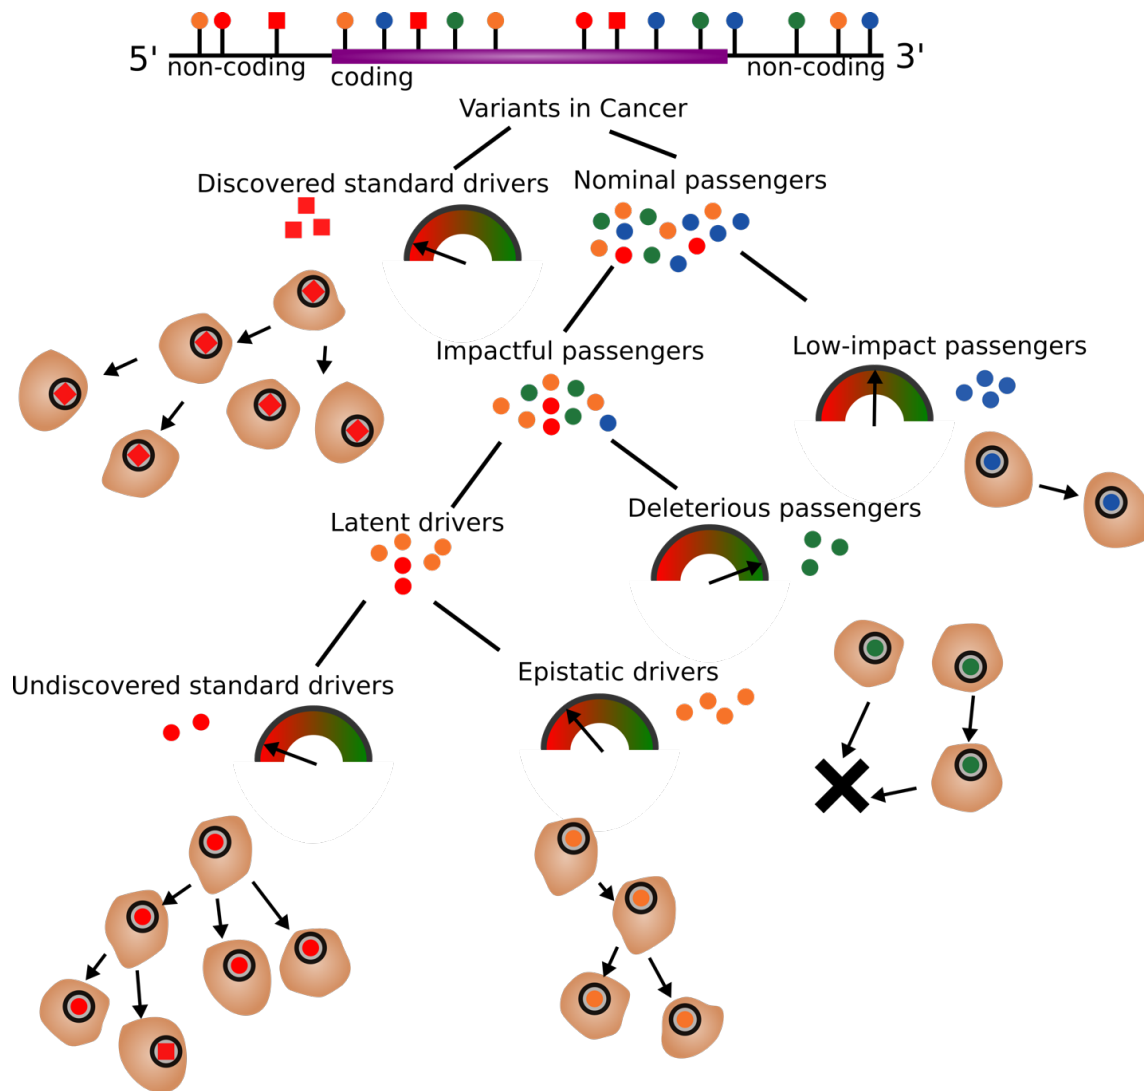 5' 3'
non-coding coding non-coding
Variants in Cancer
Discovered standard drivers
Nominal passengers
Impactful passengers
Low-impact passengers
Latent drivers
Deleterious passengers
Undiscovered standard drivers
Epistatic drivers